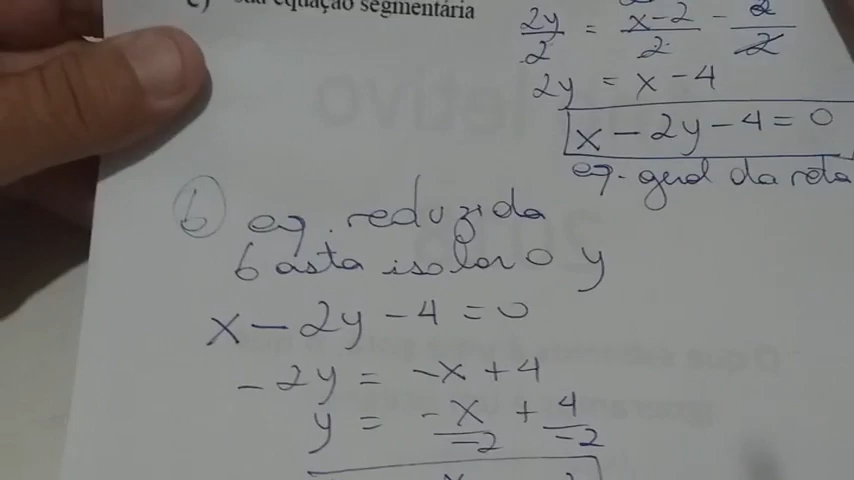 c) sua equação segmentária
2y/2 = x-2/2 - 2/2
2y = x - 4
x - 2y - 4 = 0
eq. geral da reta
b eq. reduzida
basta isolar o y
x - 2y - 4 = 0
-2y = -x + 4
y = -x/-2 + 4/-2